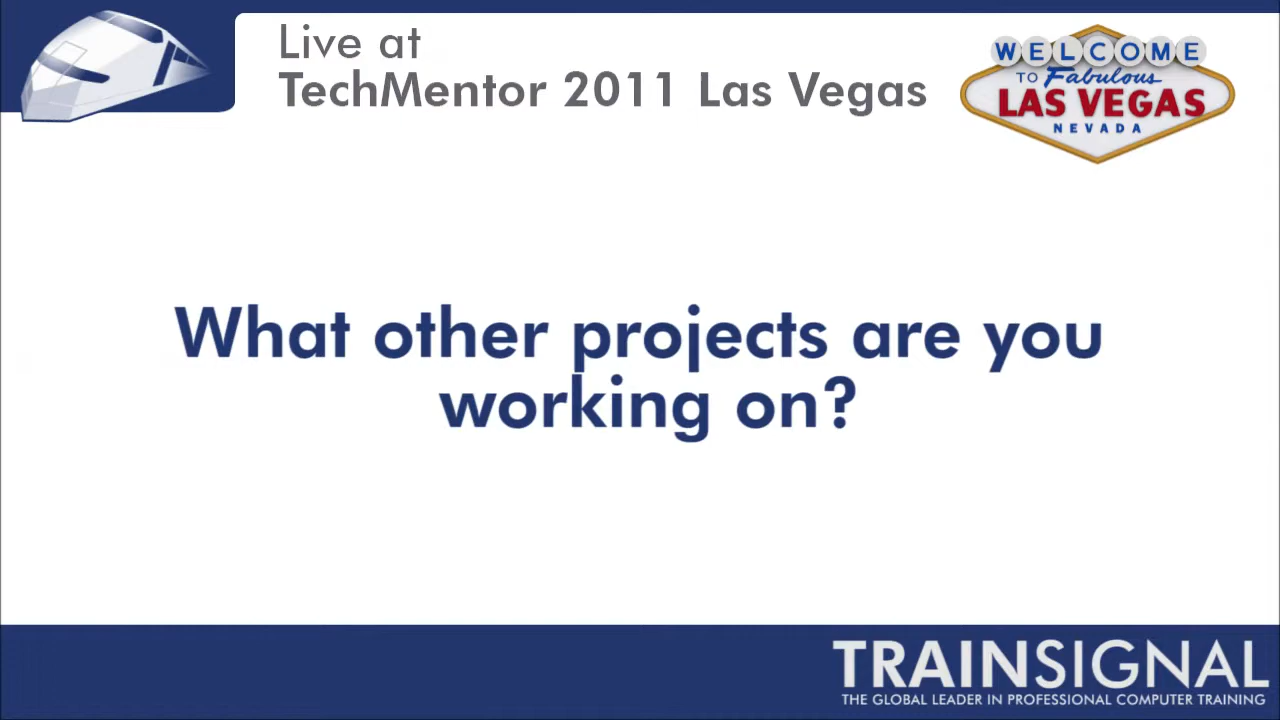 Live at
TechMentor 2011 Las Vegas
WELCOME
TO Fabulous
LAS VEGAS
NEVADA
What other projects are you
working on?
TRAINSIGNAL
THE GLOBAL LEADER IN PROFESSIONAL COMPUTER TRAINING